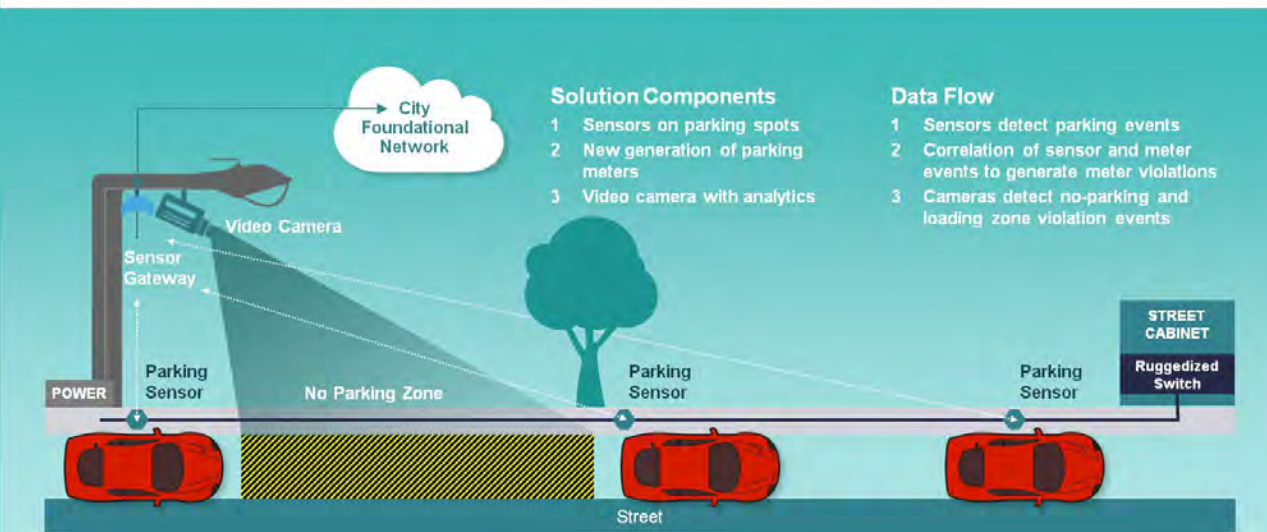 City
Foundational
Network
Solution Components
1 Sensors on parking spots
2 New generation of parking
meters
3 Video camera with analytics
Data Flow
1 Sensors detect parking events
2 Correlation of sensor and meter
events to generate meter violations
3 Cameras detect no-parking and
loading zone violation events
Video Camera
Sensor
Gateway
STREET
CABINET
Ruggedized
Switch
POWER
Parking
Sensor
No Parking Zone
Parking
Sensor
Parking
Sensor
Street